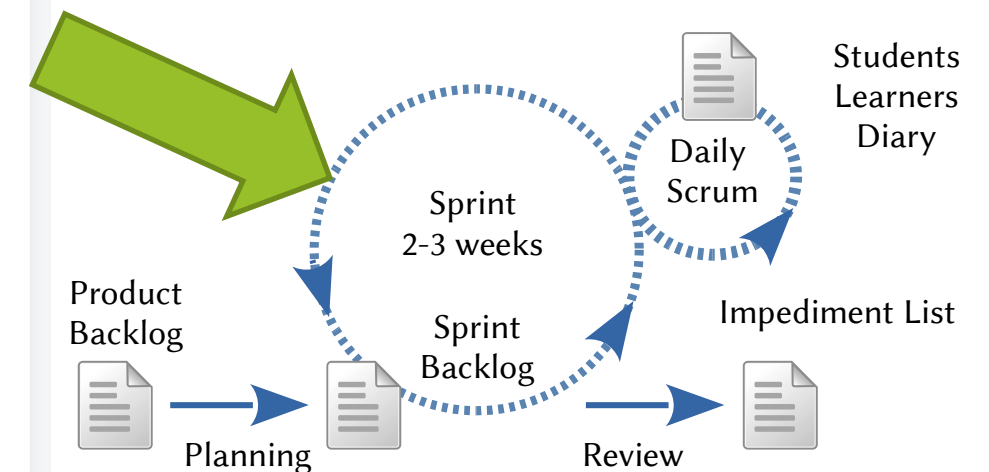 Students
Learners
Diary
Daily
Scrum
Sprint
2-3 weeks
Product
Backlog
Impediment List
Sprint
Backlog
Planning
Review